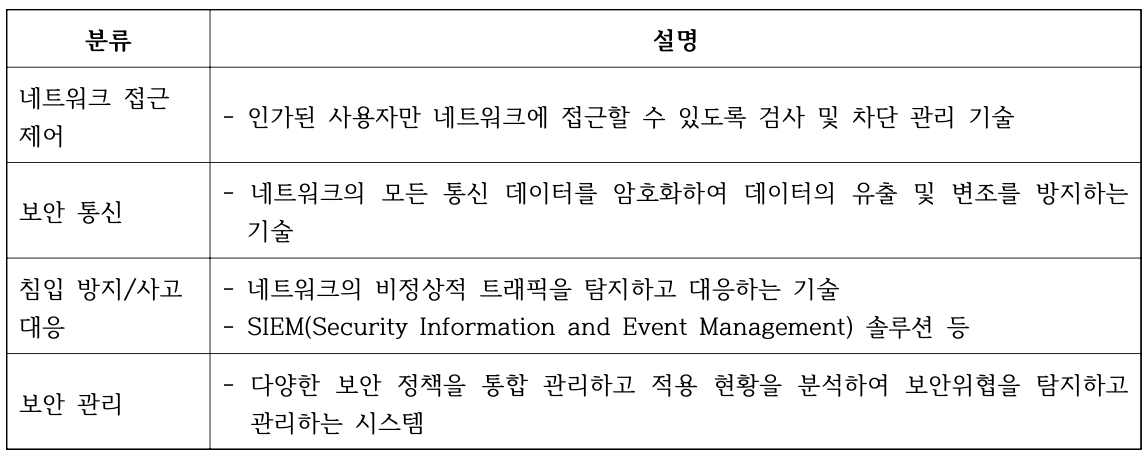 분류
설명
네트워크 접근
제어
- 인가된 사용자만 네트워크에 접근할 수 있도록 검사 및 차단 관리 기술
보안 통신
- 네트워크의 모든 통신 데이터를 암호화하여 데이터의 유출 및 변조를 방지하는
기술
침입 방지/사고
대응
- 네트워크의 비정상적 트래픽을 탐지하고 대응하는 기술
- SIEM(Security Information and Event Management) 솔루션 등
보안 관리
- 다양한 보안 정책을 통합 관리하고 적용 현황을 분석하여 보안위협을 탐지하고
관리하는 시스템